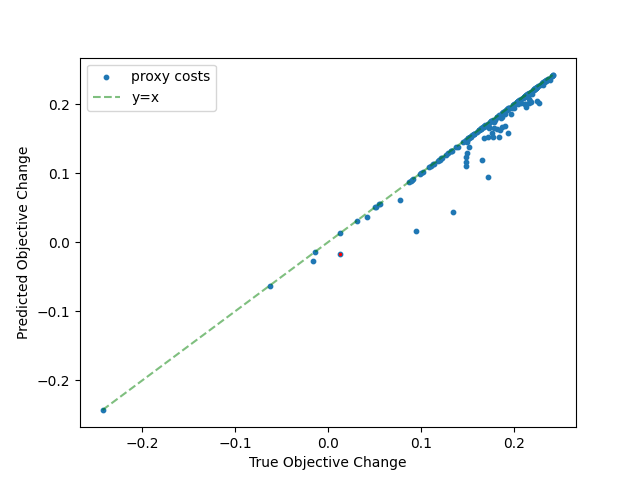 proxy costs
y=x
0.2
0.1
0.0
−0.1
−0.2
Predicted Objective Change
−0.2 −0.1 0.0 0.1 0.2
True Objective Change